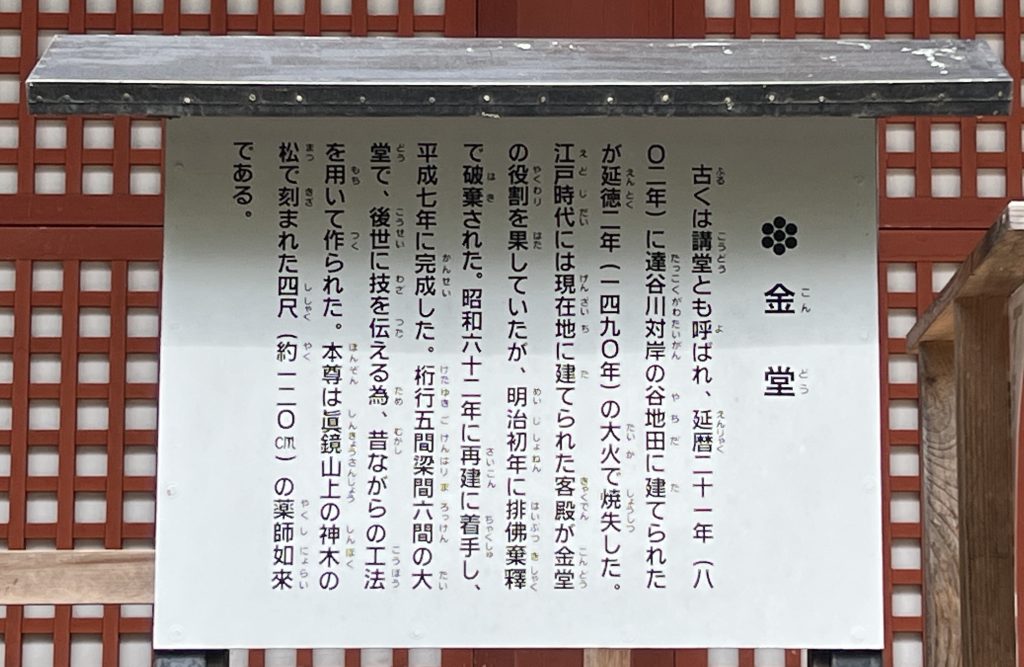 金堂
古くは講堂とも呼ばれ、延暦二十一年（八
〇二年）に達谷川対岸の谷地田に建てられた
が延徳二年（一四九〇年）の大火で焼失した。
江戸時代には現在地に建てられた客殿が金堂
の役割を果していたが、明治初年に排佛棄釋
で破棄された。昭和六十二年に再建に着手し、
平成七年に完成した。桁行五間梁間六間の大
堂で、後世に技を伝える為、昔ながらの工法
を用いて作られた。本尊は眞鏡山上の神木の
松で刻まれた四尺（約一二〇㎝）の薬師如來
である。